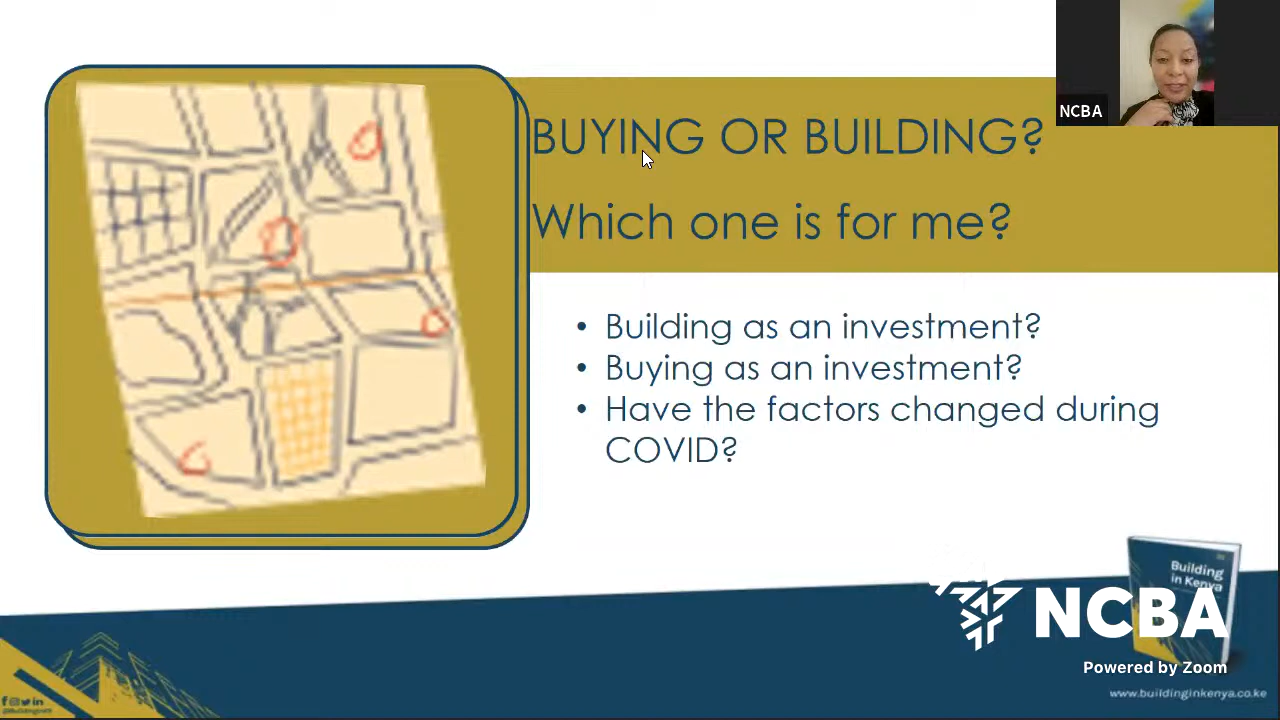 NCBA
BUYING OR BUILDING?
Which one is for me?
• Building as an investment?
• Buying as an investment?
• Have the factors changed during
COVID?
Building
in Kenya
NCBA
Powered by Zoom
www.buildinginkenya.co.ke